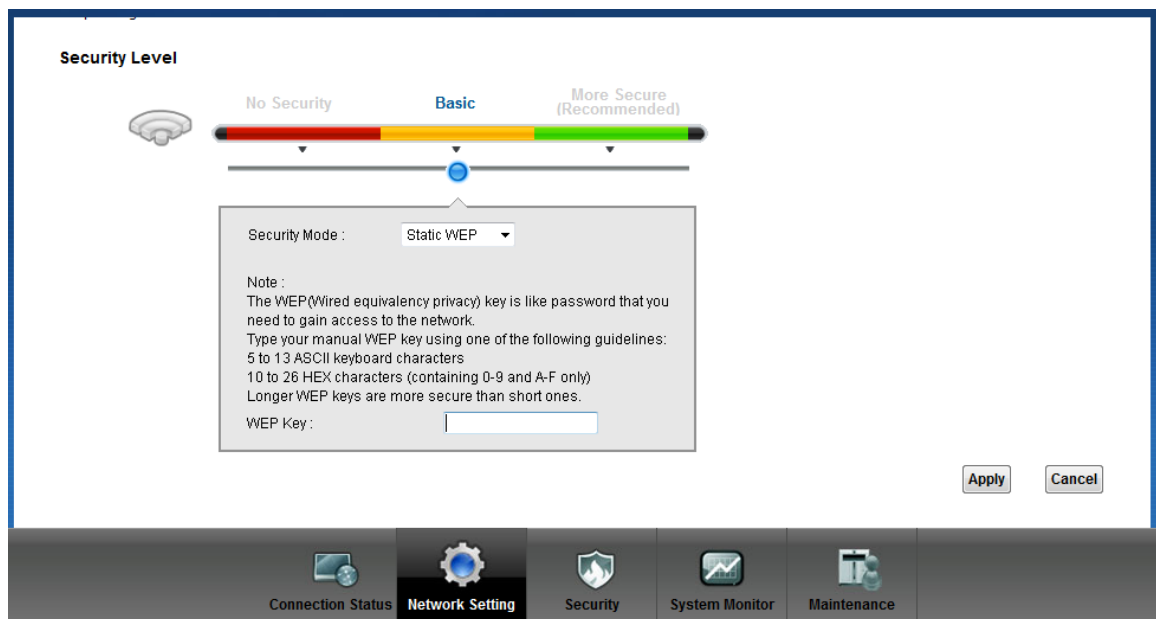 Security Level
No Security
Basic
More Secure
(Recommended)
Security Mode :
Static WEP
Note :
The WEP(Wired equivalency privacy) key is like password that you
need to gain access to the network.
Type your manual WEP key using one of the following guidelines:
5 to 13 ASCII keyboard characters
10 to 26 HEX characters (containing 0-9 and A-F only)
Longer WEP keys are more secure than short ones.
WEP Key :
Apply
Cancel
Connection Status
Network Setting
Security
System Monitor
Maintenance